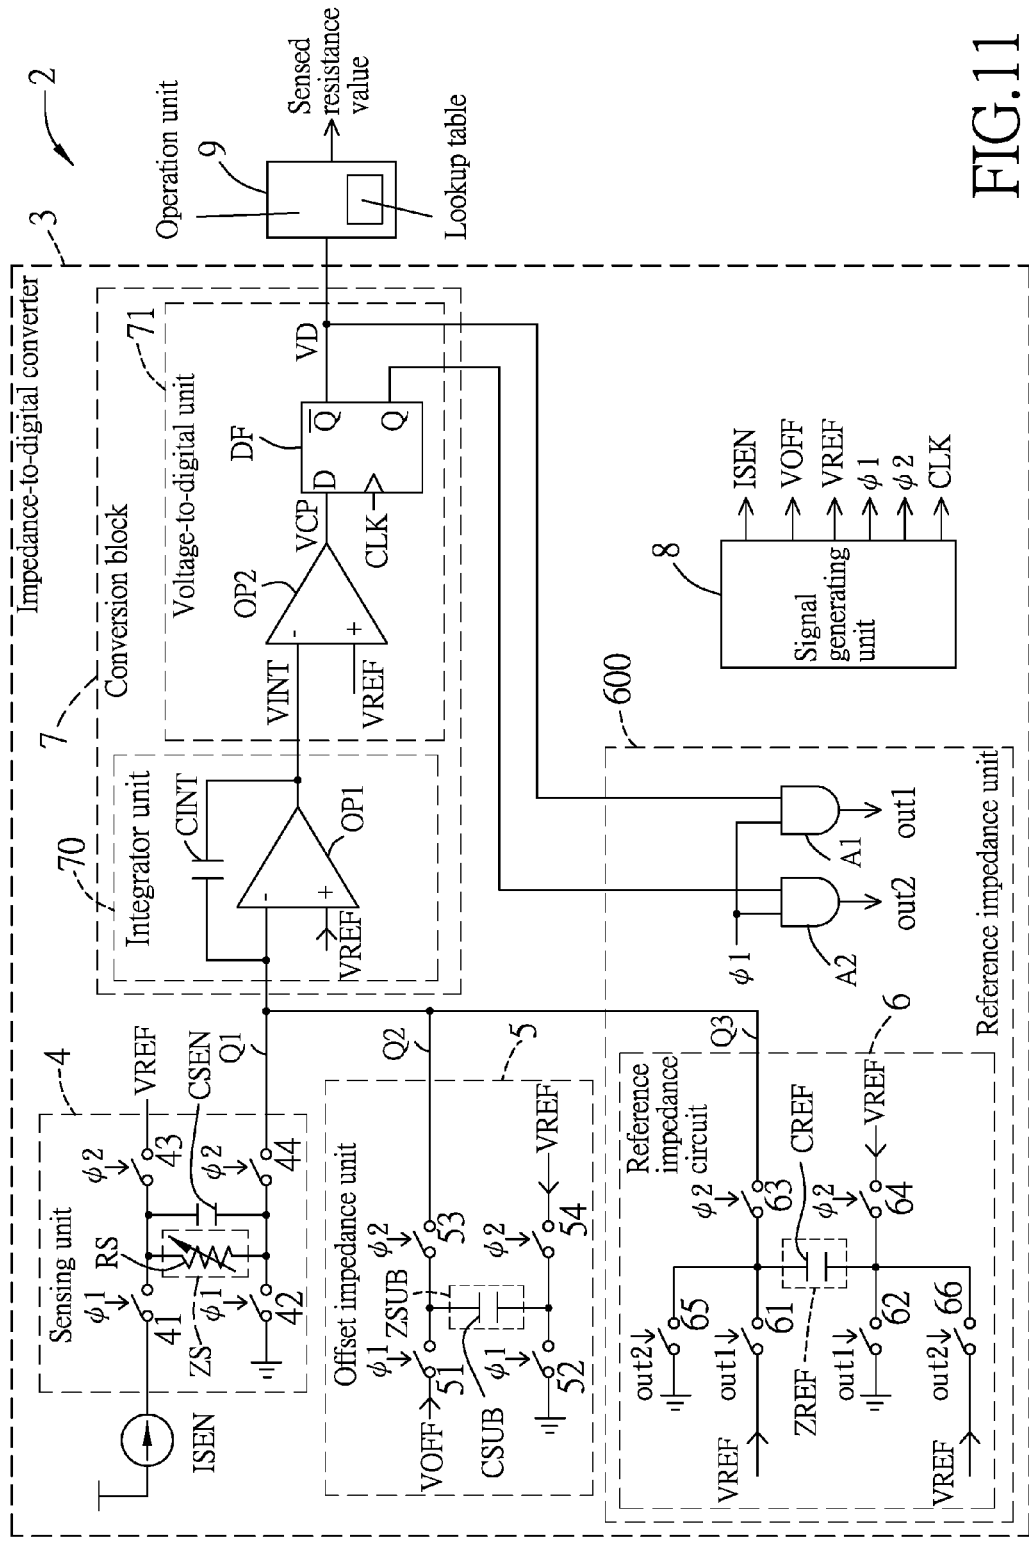 FIG.11
2
Impedance-to-digital converter
3
Conversion block
7
Operation unit
9
Sensed
resistance
value
Lookup table
Voltage-to-digital unit
71
VD
DF
D
Q
Q
VCP
CLK
OP2
-
+
VINT
VREF
Integrator unit
70
CINT
OP1
-
+
VREF
Sensing unit
4
VREF
CSEN
Q1
ϕ2
43
ϕ2
44
RS
ZS
ϕ1
41
ϕ1
42
ISEN
Offset impedance unit
5
Q2
ϕ2
53
ϕ2
54
VREF
ZSUB
CSUB
ϕ1
51
ϕ1
52
VOFF
Signal
generating
unit
8
ISEN
VOFF
VREF
ϕ1
ϕ2
CLK
Reference impedance unit
600
A1
out1
A2
out2
ϕ1
Reference
impedance
circuit
6
Q3
ϕ2
63
ϕ2
64
VREF
CREF
ZREF
out2
65
out1
61
out1
62
out2
66
VREF
VREF